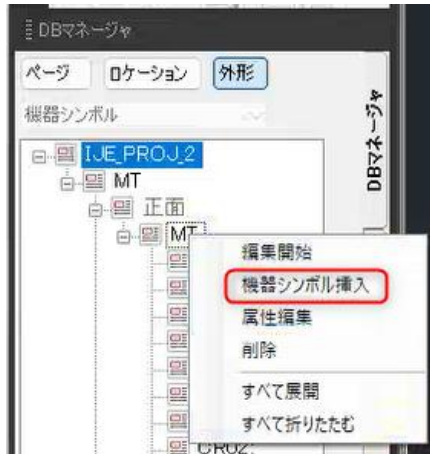 DBマネージャ
ページ ロケーション 外形
機器シンボル
DBマネージャ
IJE_PROJ_2
MT
正面
MT
編集開始
機器シンボル挿入
属性編集
削除
すべて展開
すべて折りたたむ